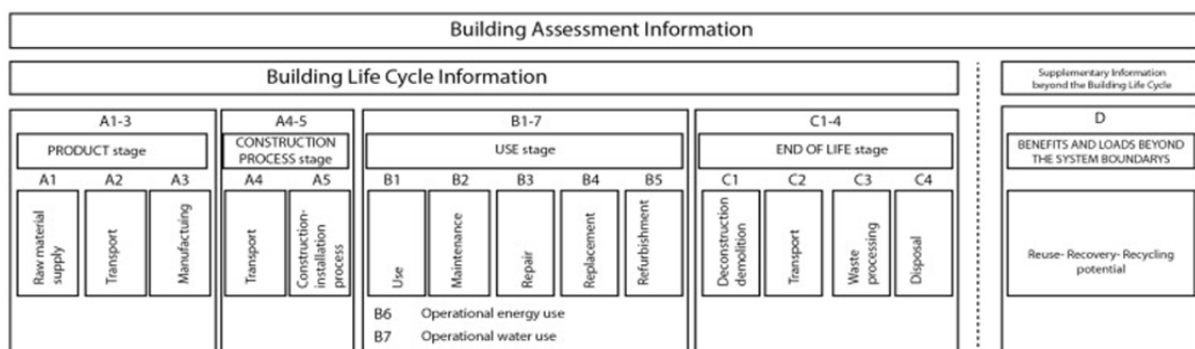 Building Assessment Information
Building Life Cycle Information
Supplementary Information
beyond the Building Life Cycle
A1-3
A4-5
B1-7
C1-4
D
PRODUCT stage
CONSTRUCTION
PROCESS stage
USE stage
END OF LIFE stage
BENEFITS AND LOADS BEYOND
THE SYSTEM BOUNDARYS
A1
A2
A3
A4
A5
B1
B2
B3
B4
B5
C1
C2
C3
C4
Raw material
supply
Transport
Manufactuing
Transport
Construction-
installation
process
Use
Maintenance
Repair
Replacement
Refurbishment
Deconstruction
demolition
Transport
Waste
processing
Disposal
Reuse- Recovery- Recycling
potential
B6 Operational energy use
B7 Operational water use